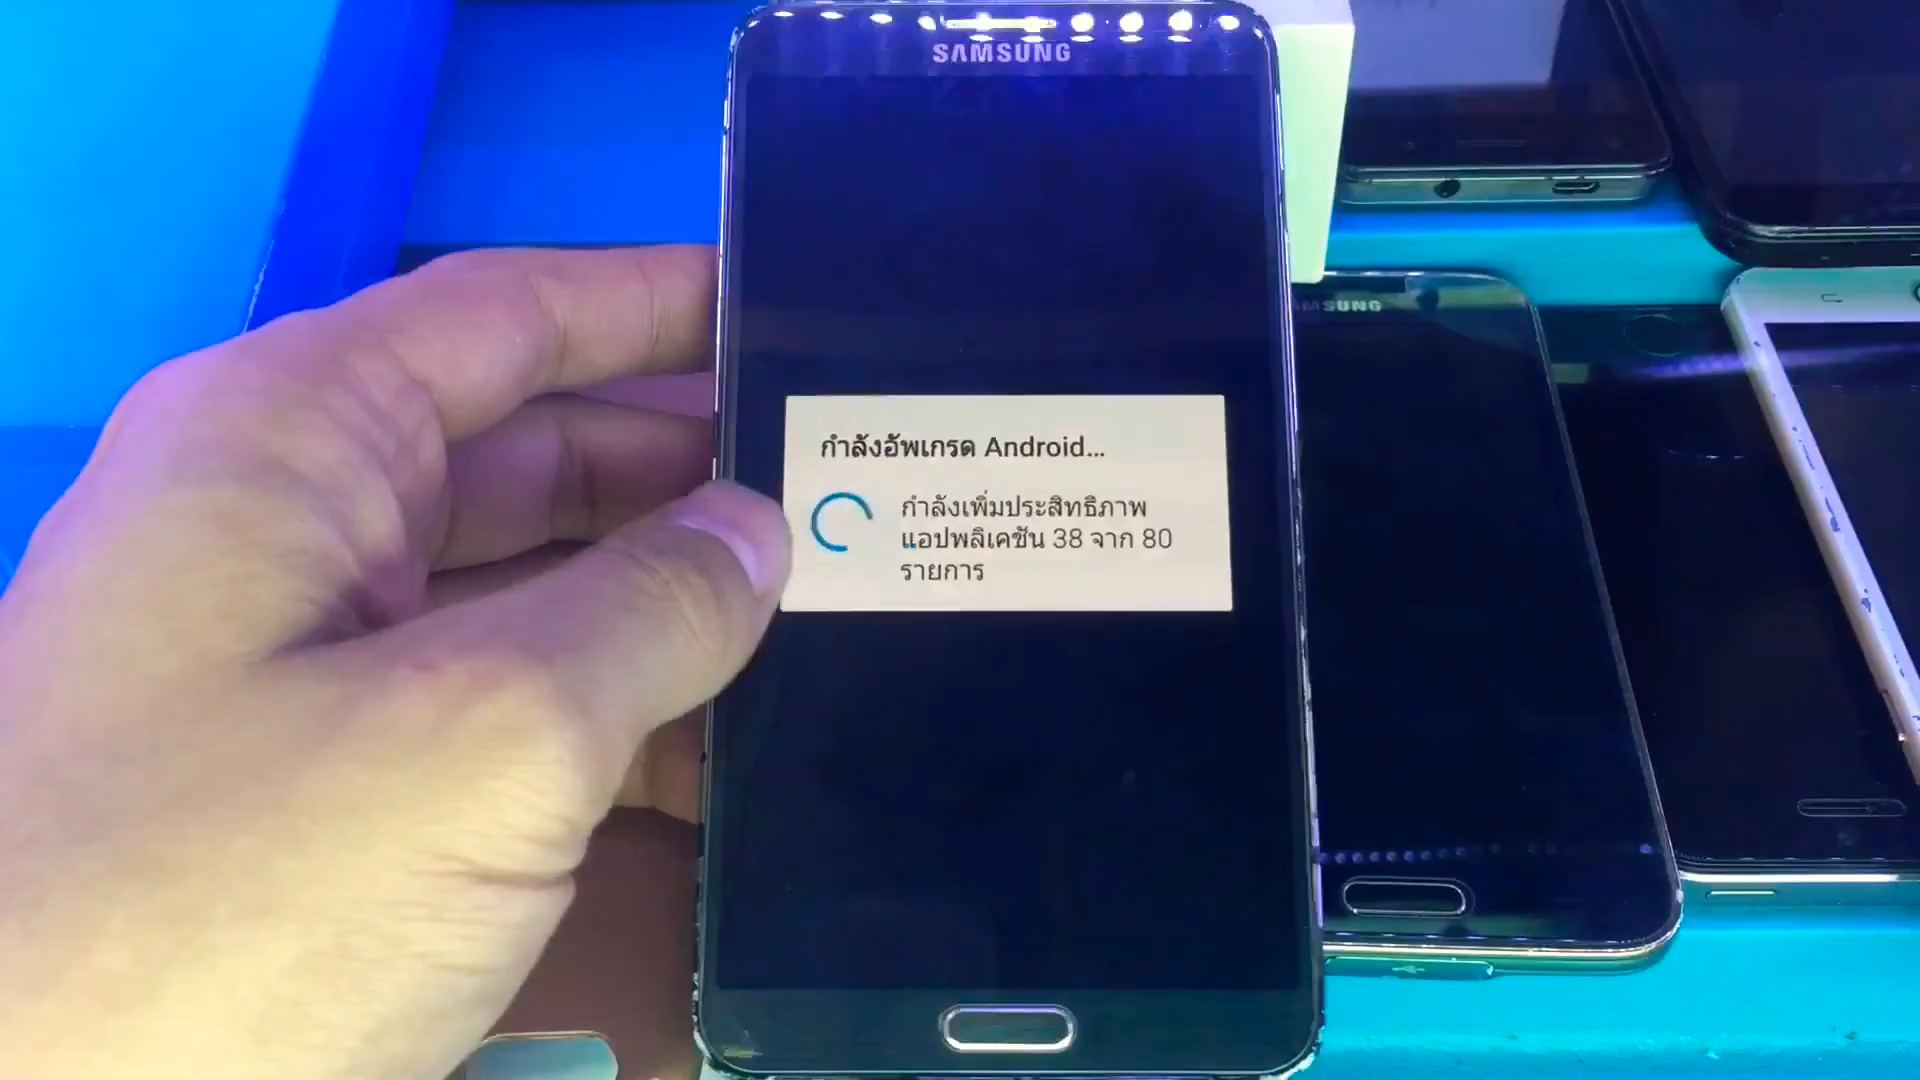 SAMSUNG
กำลังอัพเกรด Android...
กำลังเพิ่มประสิทธิภาพ
แอปพลิเคชัน 38 จาก 80
รายการ
SAMSUNG